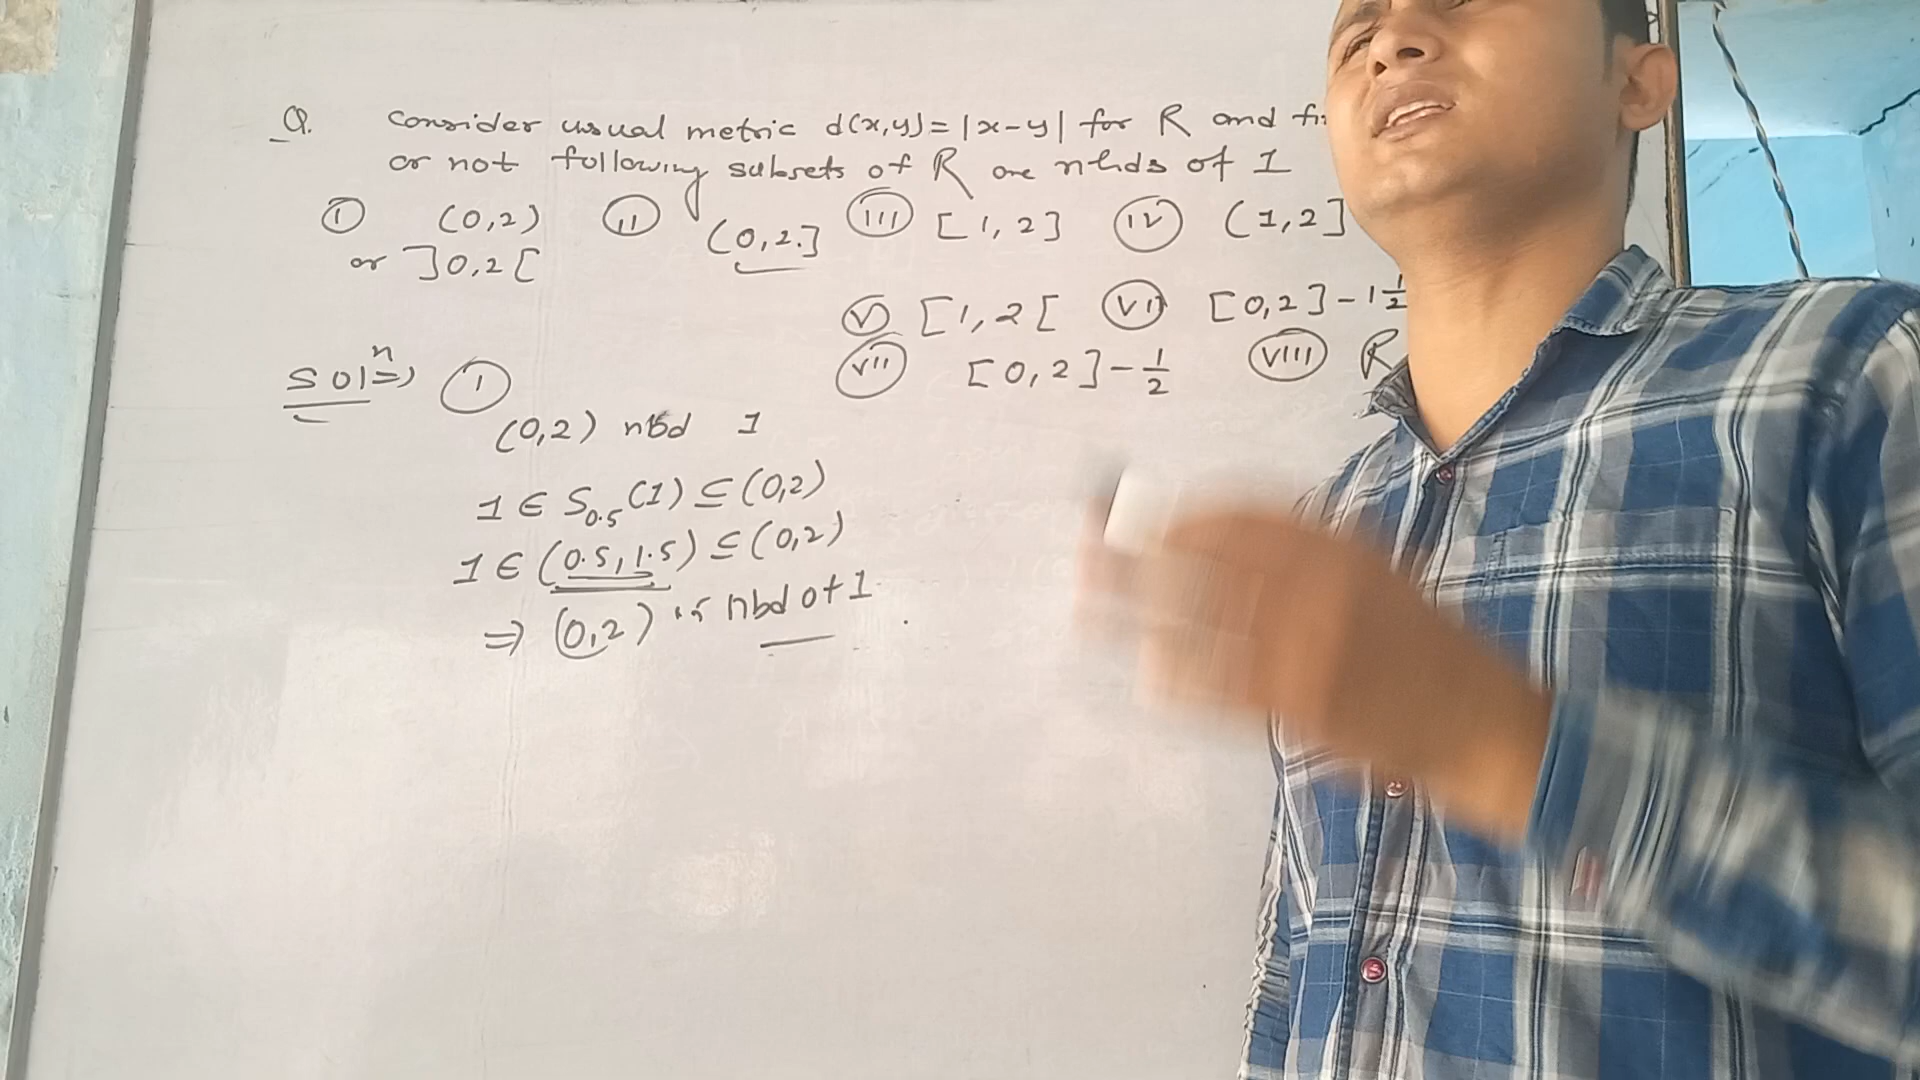 Q. Consider usual metric d(x,y)=|x-y| for R and fi
or not following subsets of R are nhds of 1
(i) (0,2) (ii) (0,2] (iii) [1,2] (iv) (1,2]
or ]0,2[
(v) [1,2[ (vi) [0,2]-1 1/2
(vii) [0,2]-1/2 (viii) R
Solⁿ⇒ (1)
(0,2) nbd 1
1 ∈ S0.5(1) ⊆ (0,2)
1 ∈ (0.5,1.5) ⊆ (0,2)
⇒ (0,2) is nbd of 1.